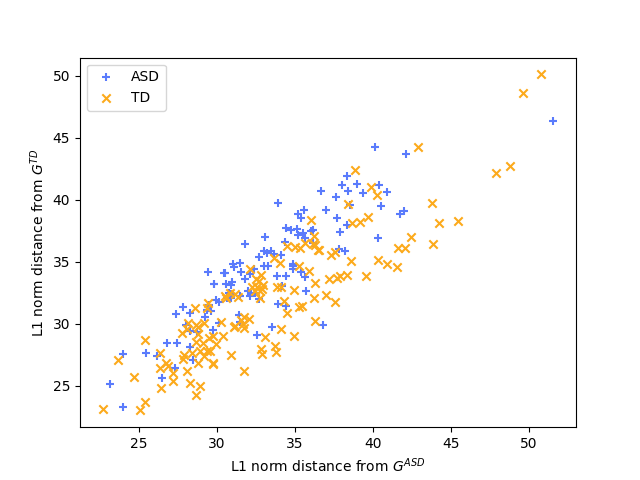 50
45
40
35
30
25
L1 norm distance from G^{TD}
ASD
TD
25 30 35 40 45 50
L1 norm distance from G^{ASD}